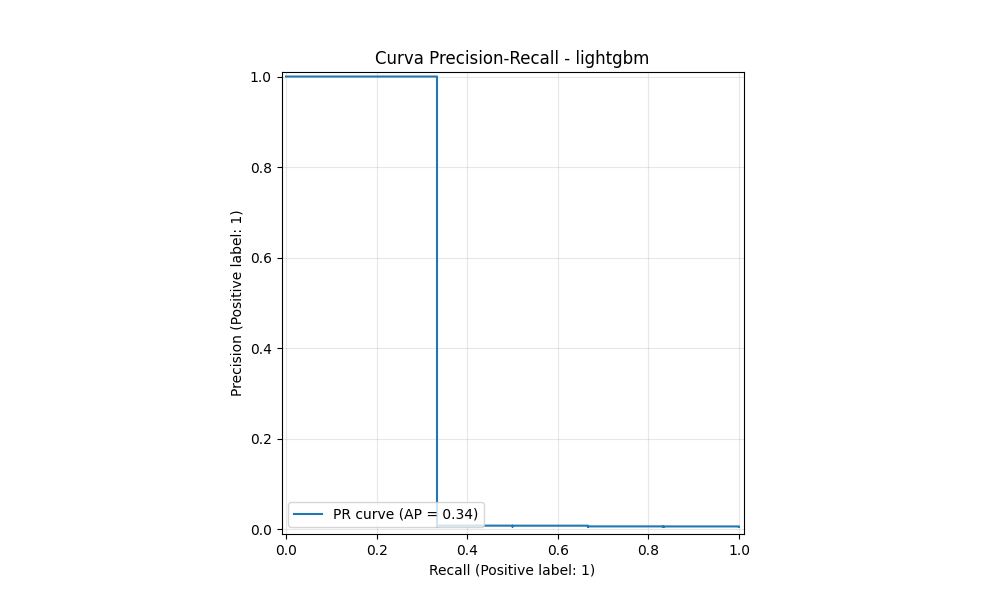 Curva Precision-Recall - lightgbm
1.0
0.8
0.6
0.4
0.2
0.0
Precision (Positive label: 1)
PR curve (AP = 0.34)
0.0 0.2 0.4 0.6 0.8 1.0
Recall (Positive label: 1)